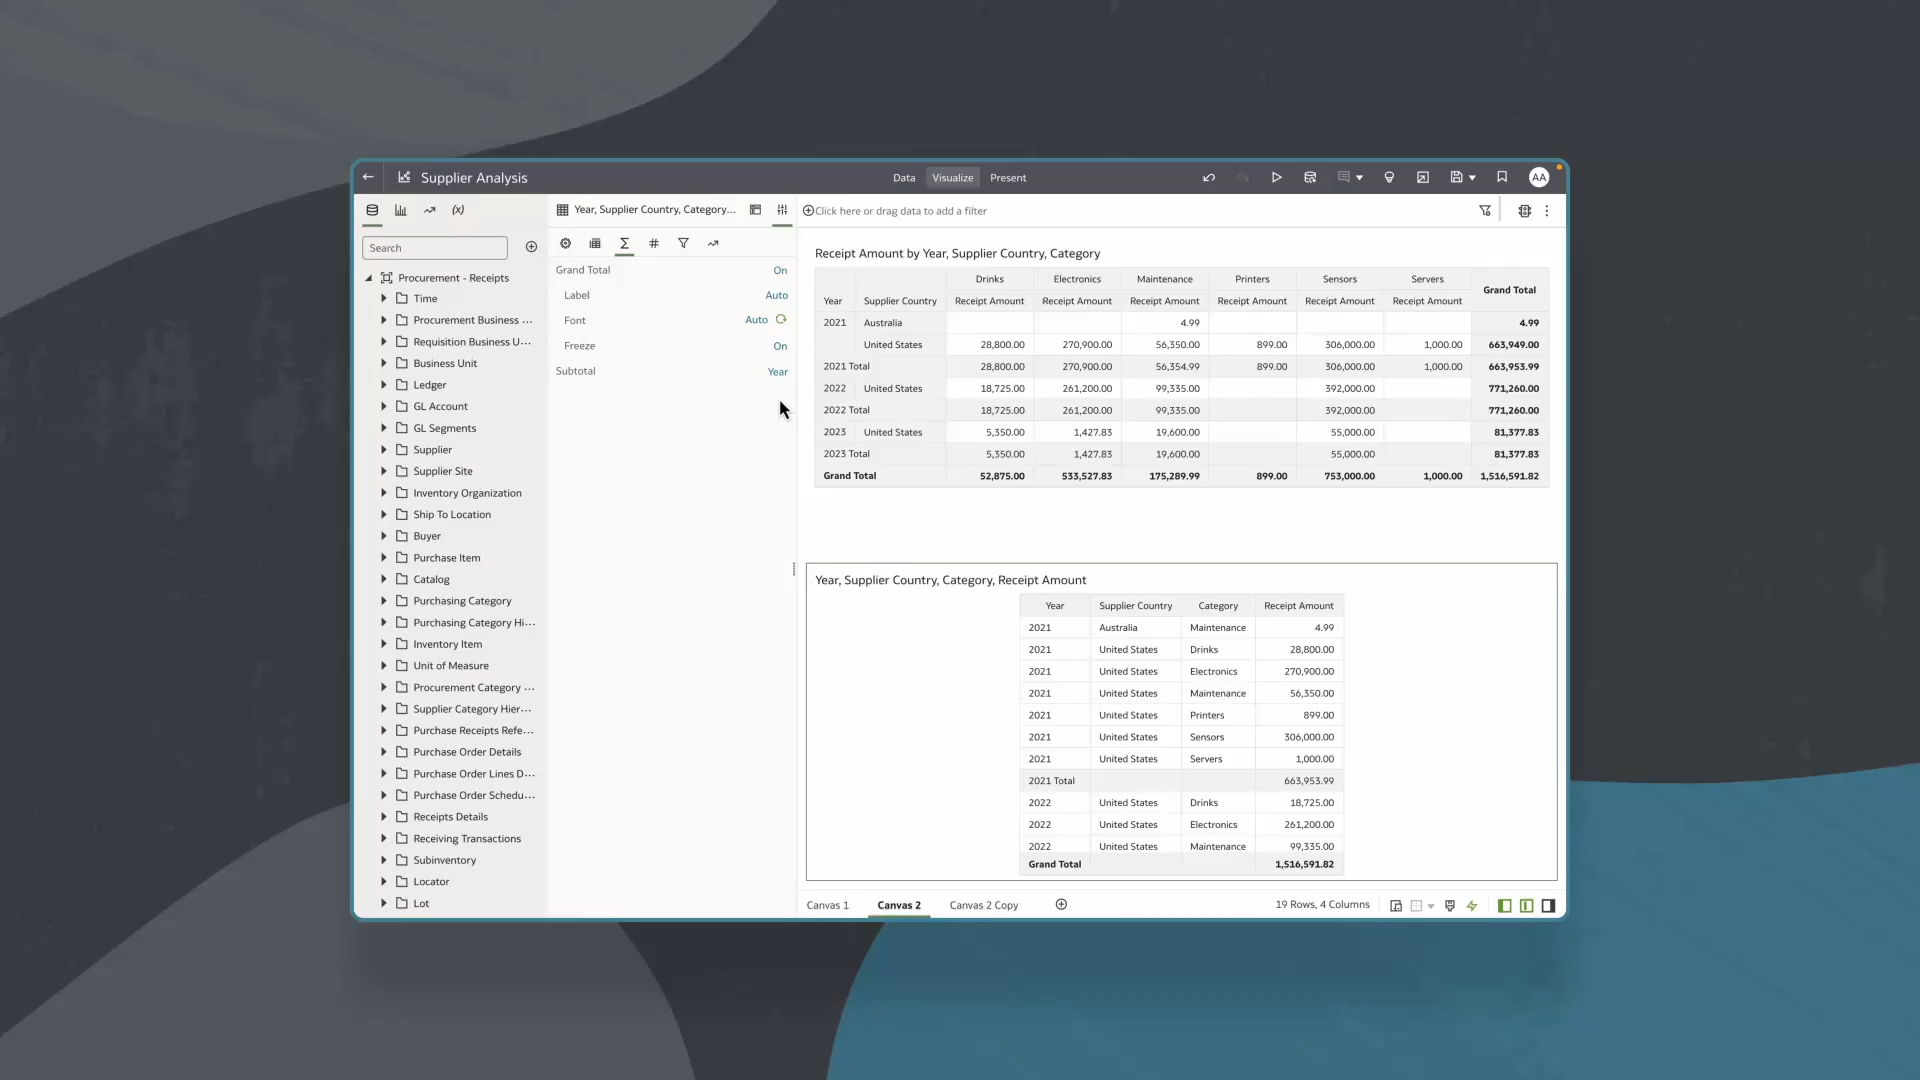 Supplier Analysis
Data Visualize Present
AA
Year, Supplier Country, Category...
Click here or drag data to add a filter
Search
Procurement - Receipts
Time
Procurement Business ...
Requisition Business U...
Business Unit
Ledger
GL Account
GL Segments
Supplier
Supplier Site
Inventory Organization
Ship To Location
Buyer
Purchase Item
Catalog
Purchasing Category
Purchasing Category Hi...
Inventory Item
Unit of Measure
Procurement Category ...
Supplier Category Hier...
Purchase Receipts Refe...
Purchase Order Details
Purchase Order Lines D...
Purchase Order Schedu...
Receipts Details
Receiving Transactions
Subinventory
Locator
Lot
Grand Total On
Label Auto
Font Auto
Freeze On
Subtotal Year
Receipt Amount by Year, Supplier Country, Category
Drinks Electronics Maintenance Printers Sensors Servers Grand Total
Year Supplier Country Receipt Amount Receipt Amount Receipt Amount Receipt Amount Receipt Amount Receipt Amount
2021 Australia 4.99 4.99
United States 28,800.00 270,900.00 56,350.00 899.00 306,000.00 1,000.00 663,949.00
2021 Total 28,800.00 270,900.00 56,354.99 899.00 306,000.00 1,000.00 663,953.99
2022 United States 18,725.00 261,200.00 99,335.00 392,000.00 771,260.00
2022 Total 18,725.00 261,200.00 99,335.00 392,000.00 771,260.00
2023 United States 5,350.00 1,427.83 19,600.00 55,000.00 81,377.83
2023 Total 5,350.00 1,427.83 19,600.00 55,000.00 81,377.83
Grand Total 52,875.00 533,527.83 175,289.99 899.00 753,000.00 1,000.00 1,516,591.82
Year, Supplier Country, Category, Receipt Amount
Year Supplier Country Category Receipt Amount
2021 Australia Maintenance 4.99
2021 United States Drinks 28,800.00
2021 United States Electronics 270,900.00
2021 United States Maintenance 56,350.00
2021 United States Printers 899.00
2021 United States Sensors 306,000.00
2021 United States Servers 1,000.00
2021 Total 663,953.99
2022 United States Drinks 18,725.00
2022 United States Electronics 261,200.00
2022 United States Maintenance 99,335.00
Grand Total 1,516,591.82
Canvas 1 Canvas 2 Canvas 2 Copy
19 Rows, 4 Columns